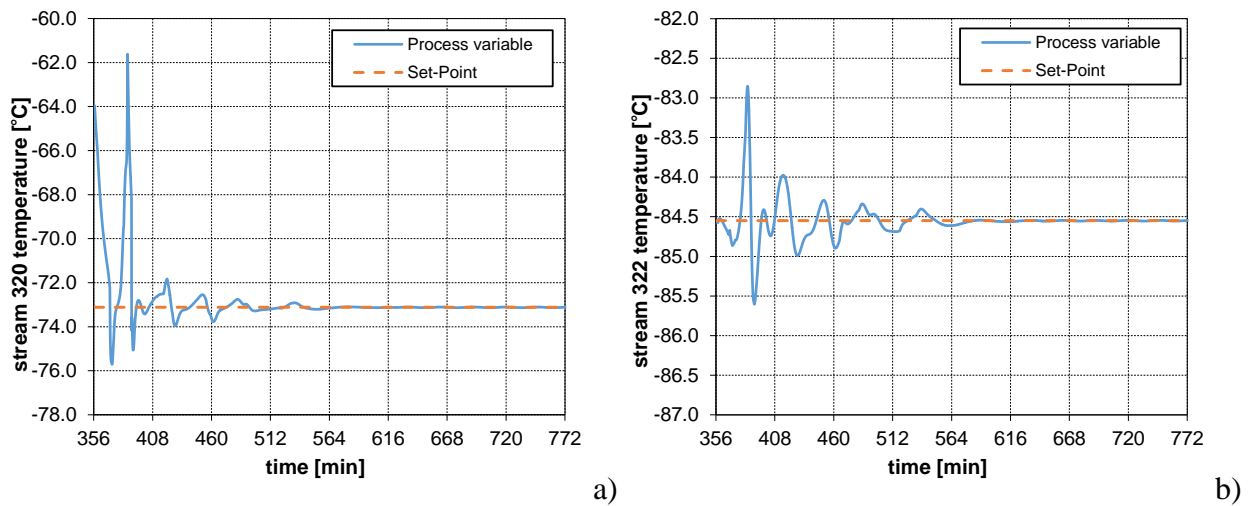 -60.0
-62.0
-64.0
-66.0
-68.0
-70.0
-72.0
-73.0
-76.0
-78.0
stream 320 temperature [°C]
Process variable
Set-Point
356 408 460 512 564 616 668 720 772
time [min]
a)
-82.0
-82.5
-83.0
-83.5
-84.0
-84.5
-85.0
-85.5
-86.0
-86.5
-87.0
stream 322 temperature [°C]
Process variable
Set-Point
356 408 460 512 564 616 668 720 772
time [min]
b)